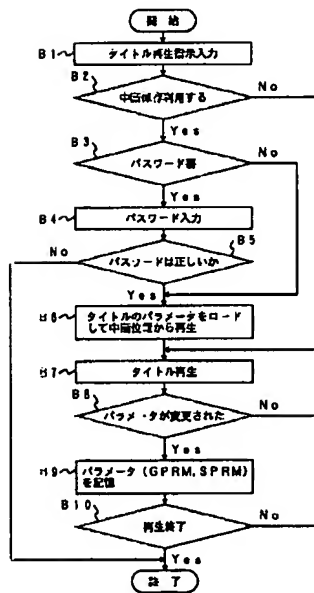 開 始
B1
タイトル再生指示入力
B2
No
中断保存利用する
Yes
B3
No
パスワード要
Yes
B4
パスワード入力
B5
No
パスワードは正しいか
Yes
B6
タイトルのパラメータをロード
して中断位置から再生
B7
タイトル再生
B8
No
パラメータが変更された
Yes
B9
パラメータ (GPRM, SPRM)
を記憶
B10
No
再生終了
Yes
終 了